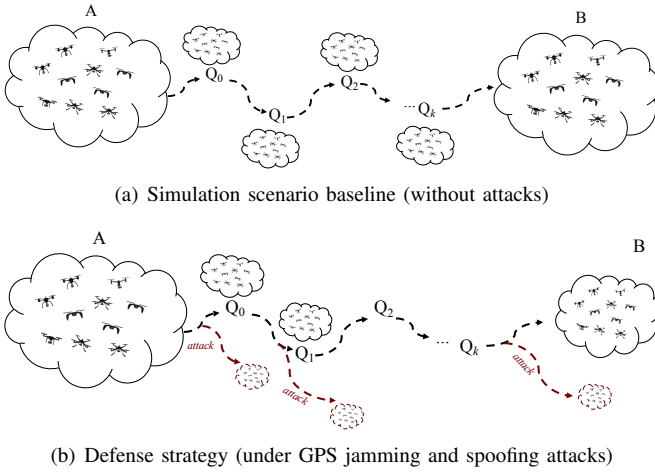 A
B
Q0
Q1
Q2
... Qk
(a) Simulation scenario baseline (without attacks)
A
B
Q0
Q1
Q2
... Qk
attack
attack
attack
(b) Defense strategy (under GPS jamming and spoofing attacks)